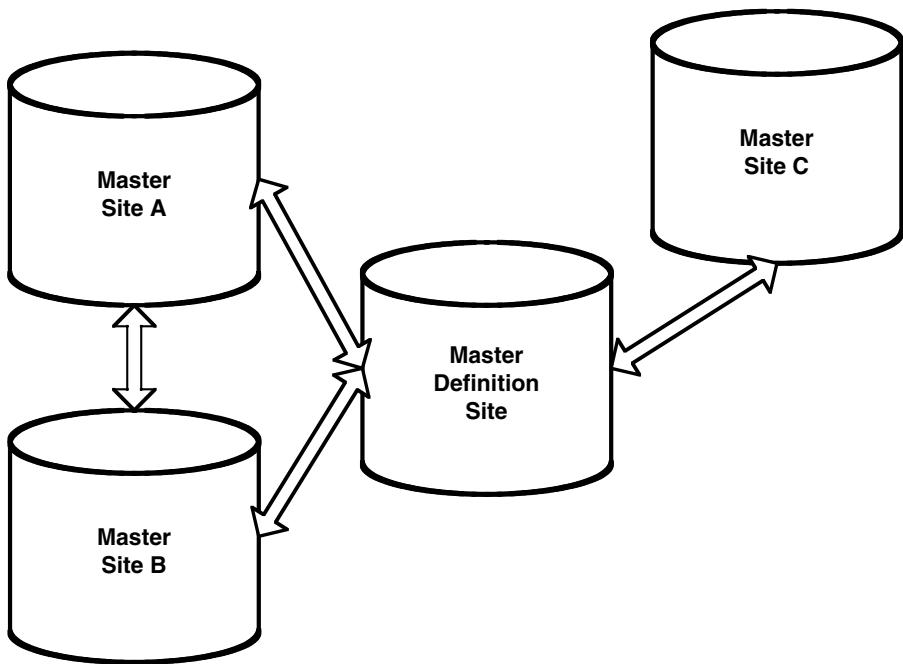 Master
Site A
Master
Site C
Master
Definition
Site
Master
Site B